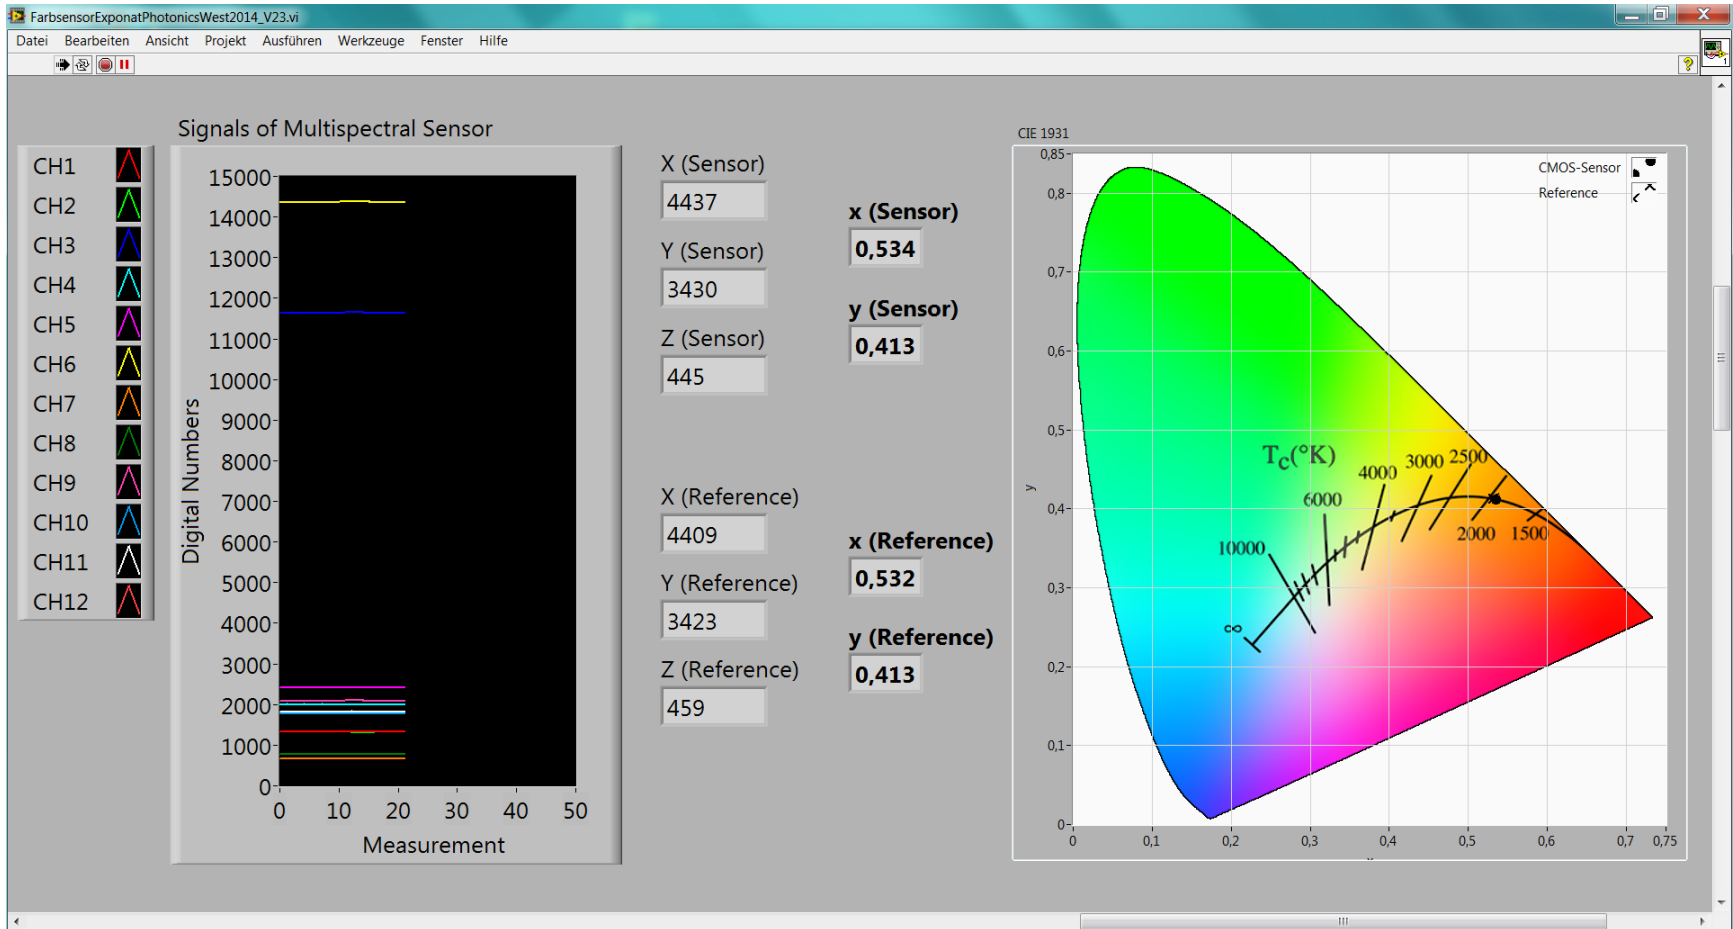 FarbsensorExponatPhotonicsWest2014_V23.vi
Datei Bearbeiten Ansicht Projekt Ausführen Werkzeuge Fenster Hilfe
Signals of Multispectral Sensor
CH1
CH2
CH3
CH4
CH5
CH6
CH7
CH8
CH9
CH10
CH11
CH12
Digital Numbers
15000
14000
13000
12000
11000
10000
9000
8000
7000
6000
5000
4000
3000
2000
1000
0
0 10 20 30 40 50
Measurement
X (Sensor)
4437
Y (Sensor)
3430
Z (Sensor)
445
x (Sensor)
0,534
y (Sensor)
0,413
X (Reference)
4409
Y (Reference)
3423
Z (Reference)
459
x (Reference)
0,532
y (Reference)
0,413
CIE 1931
CMOS-Sensor
Reference
y
0,85
0,8
0,7
0,6
0,5
0,4
0,3
0,2
0,1
0
Tc(°K)
10000
6000
4000
3000
2500
2000
1500
∞
0 0,1 0,2 0,3 0,4 0,5 0,6 0,7 0,75
x